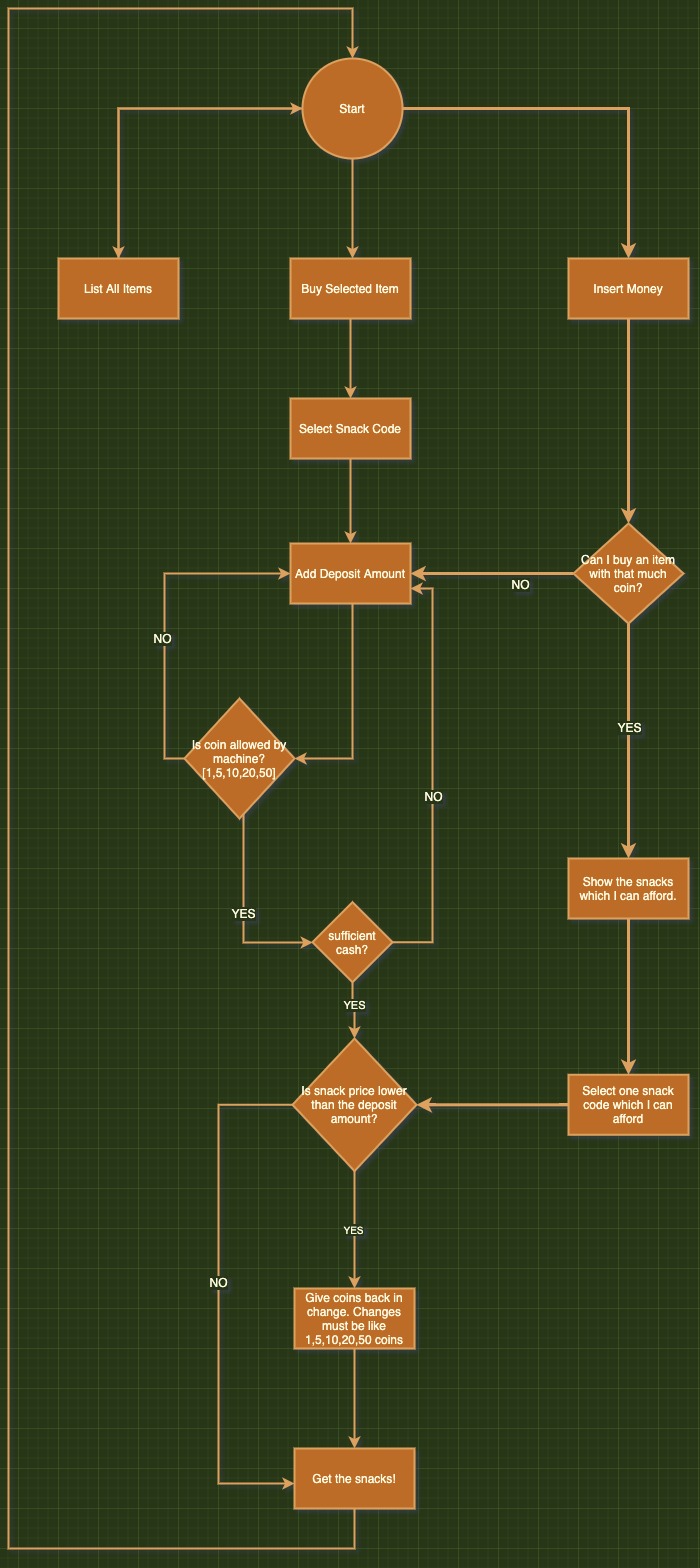 Start
List All Items
Buy Selected Item
Insert Money
Select Snack Code
Can I buy an item
with that much
coin?
Add Deposit Amount
NO
NO
YES
Is coin allowed by
machine?
[1,5,10,20,50]
NO
Show the snacks
which I can afford.
YES
sufficient
cash?
YES
Is snack price lower
than the deposit
amount?
Select one snack
code which I can
afford
YES
NO
Give coins back in
change. Changes
must be like
1,5,10,20,50 coins
Get the snacks!